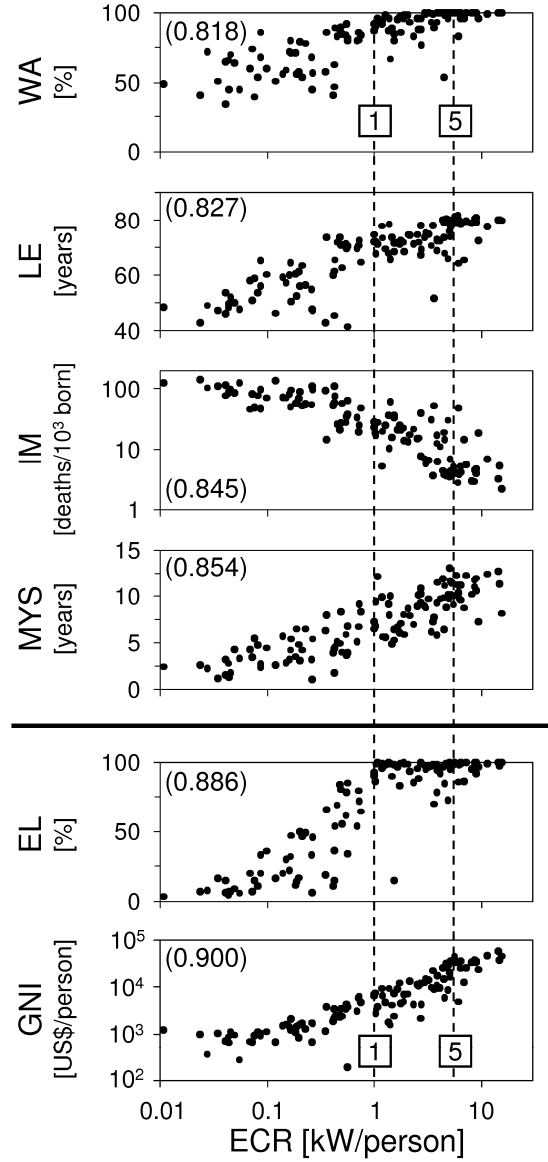 WA
[%]
100
50
0
(0.818)
1
5
LE
[years]
80
60
40
(0.827)
IM
[deaths/10³ born]
100
10
1
(0.845)
MYS
[years]
15
10
5
0
(0.854)
EL
[%]
100
50
0
(0.886)
GNI
[US$/person]
10⁵
10⁴
10³
10²
(0.900)
1
5
0.01 0.1 1 10
ECR [kW/person]